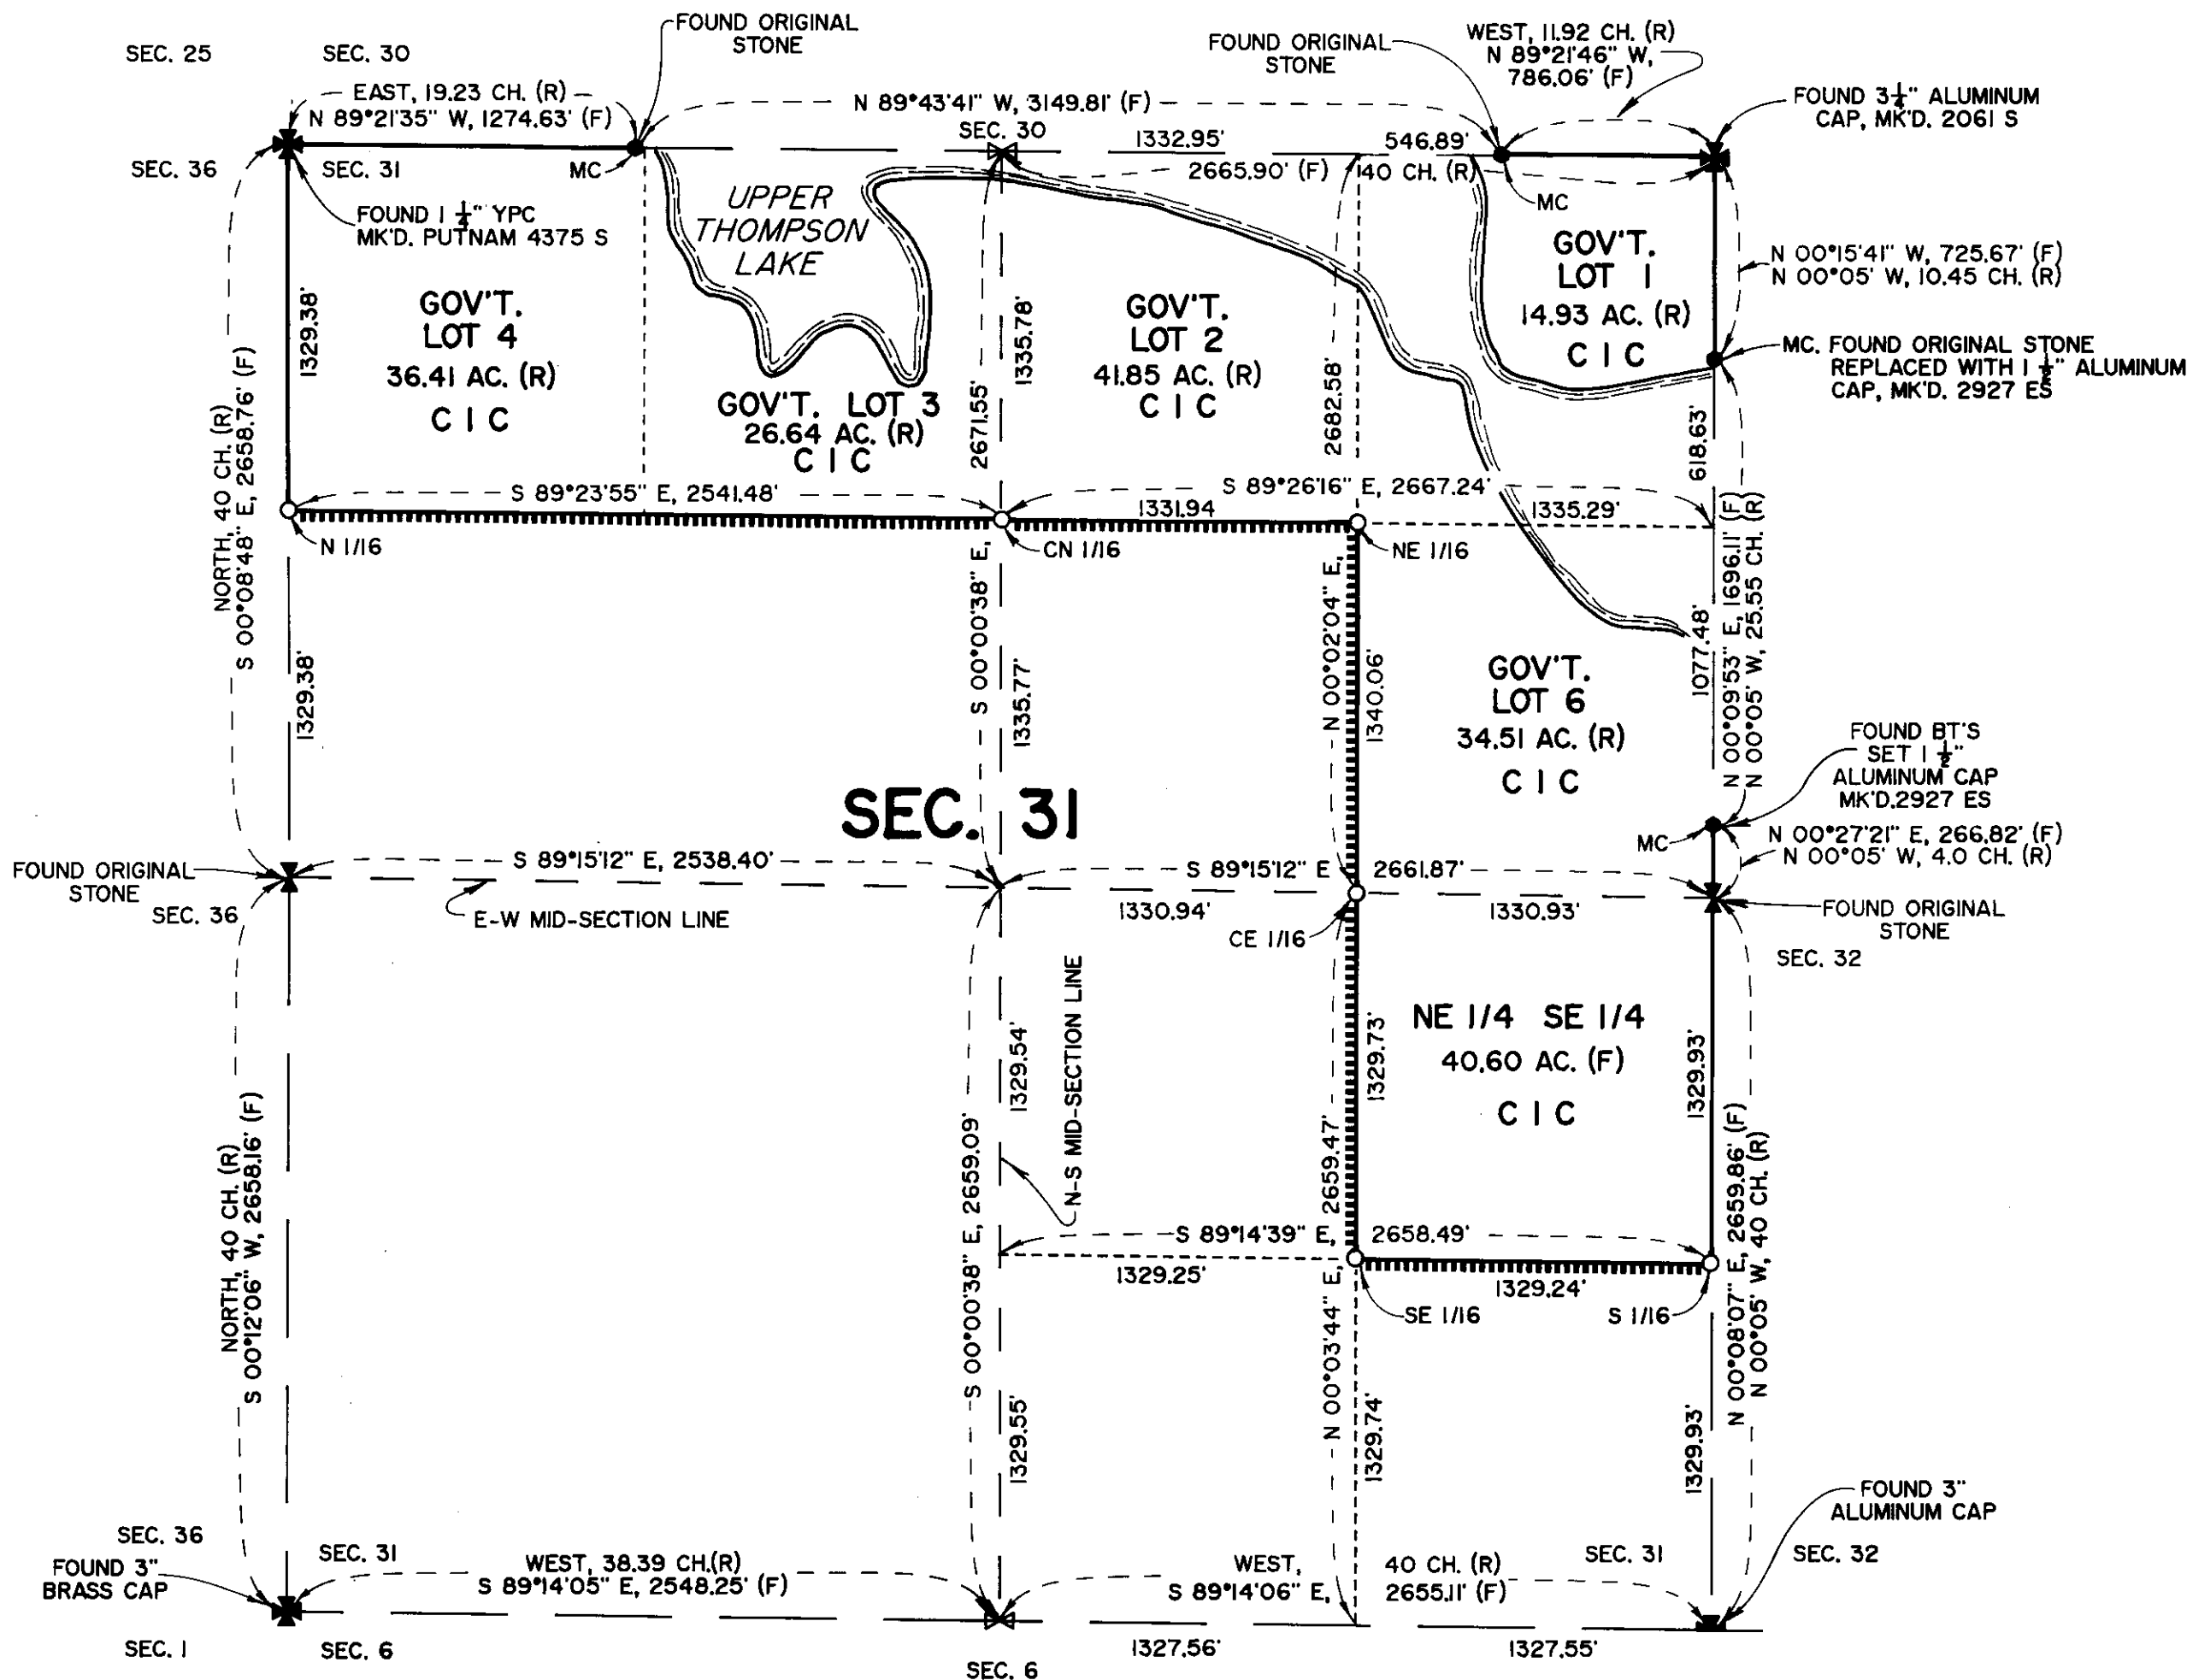 SEC. 25
SEC. 30
FOUND ORIGINAL
STONE
FOUND ORIGINAL
STONE
WEST, 11.92 CH. (R)
N 89°21'46" W,
786.06' (F)
EAST, 19.23 CH. (R)
N 89°21'35" W, 1274.63' (F)
N 89°43'41" W, 3149.81' (F)
SEC. 30
1332.95'
546.89'
2665.90' (F)
40 CH. (R)
FOUND 3 1/4" ALUMINUM
CAP, MK'D. 2061 S
SEC. 36
SEC. 31
MC
MC
FOUND 1 1/4" YPC
MK'D. PUTNAM 4375 S
UPPER
THOMPSON
LAKE
GOV'T.
LOT 1
14.93 AC. (R)
C I C
N 00°15'41" W, 725.67' (F)
N 00°05' W, 10.45 CH. (R)
GOV'T.
LOT 4
36.41 AC. (R)
C I C
GOV'T.
LOT 2
41.85 AC. (R)
C I C
MC. FOUND ORIGINAL STONE
REPLACED WITH 1 1/2" ALUMINUM
CAP, MK'D. 2927 ES
GOV'T. LOT 3
26.64 AC. (R)
C I C
1329.38'
NORTH, 40 CH. (R)
S 00°08'48" E, 2658.76' (F)
2671.55'
1335.78'
2682.58'
618.63'
S 89°23'55" E, 2541.48'
S 89°26'16" E, 2667.24'
1331.94
1335.29'
N 1/16
CN 1/16
NE 1/16
1329.38'
S 00°00'38" E,
1335.77'
N 00°02'04" E,
1340.06'
1077.48'
N 00°09'53" E, 1696.11' (F)
N 00°05' W, 25.55 CH. (R)
GOV'T.
LOT 6
34.51 AC. (R)
C I C
SEC. 31
FOUND BT'S
SET 1 1/2"
ALUMINUM CAP
MK'D.2927 ES
MC
N 00°27'21" E, 266.82' (F)
N 00°05' W, 4.0 CH. (R)
FOUND ORIGINAL
STONE
S 89°15'12" E, 2538.40'
S 89°15'12" E
2661.87'
SEC. 36
E-W MID-SECTION LINE
1330.94'
1330.93'
CE 1/16
FOUND ORIGINAL
STONE
SEC. 32
NE 1/4 SE 1/4
40.60 AC. (F)
C I C
1329.54'
N-S MID-SECTION LINE
1329.73'
1329.93'
NORTH, 40 CH. (R)
S 00°12'06" W, 2658.16' (F)
S 00°00'38" E, 2659.09'
2659.47'
N 00°08'07" E, 2659.86' (F)
N 00°05' W, 40 CH. (R)
S 89°14'39" E,
2658.49'
1329.25'
1329.24'
SE 1/16
S 1/16
1329.55'
N 00°03'44" E,
1329.74'
1329.93'
FOUND 3"
ALUMINUM CAP
SEC. 36
SEC. 31
FOUND 3"
BRASS CAP
WEST, 38.39 CH.(R)
S 89°14'05" E, 2548.25' (F)
WEST,
40 CH. (R)
S 89°14'06" E,
2655.11' (F)
SEC. 31
SEC. 32
SEC. 1
SEC. 6
1327.56'
1327.55'
SEC. 6